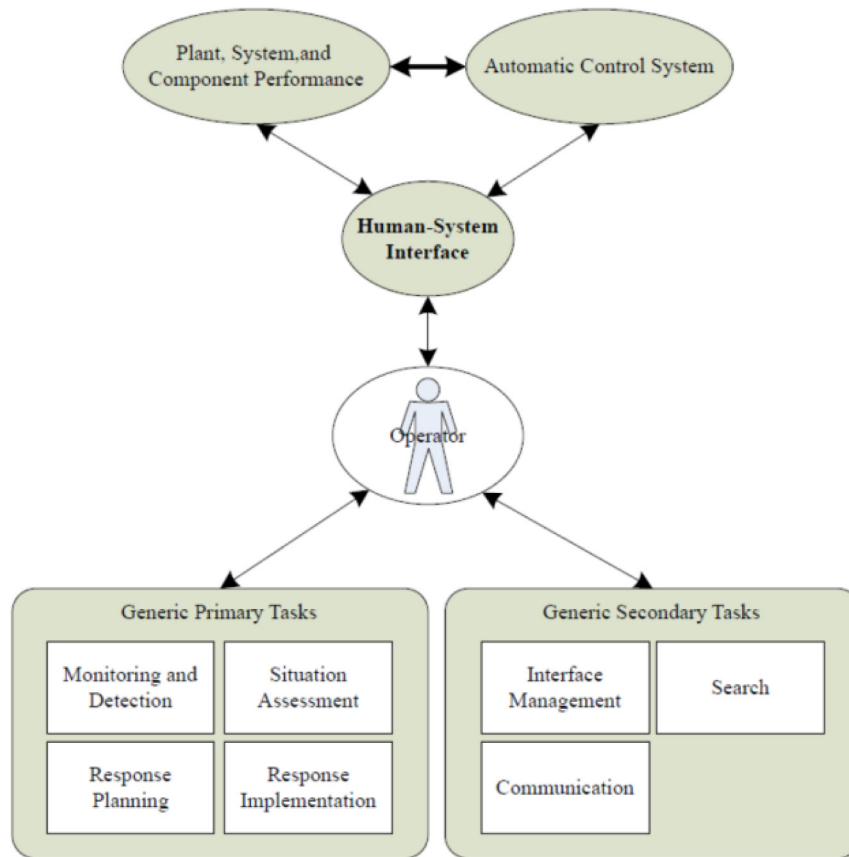 Plant, System,and
Component Performance
Automatic Control System
Human-System
Interface
Operator
Generic Primary Tasks
Monitoring and
Detection
Situation
Assessment
Response
Planning
Response
Implementation
Generic Secondary Tasks
Interface
Management
Search
Communication